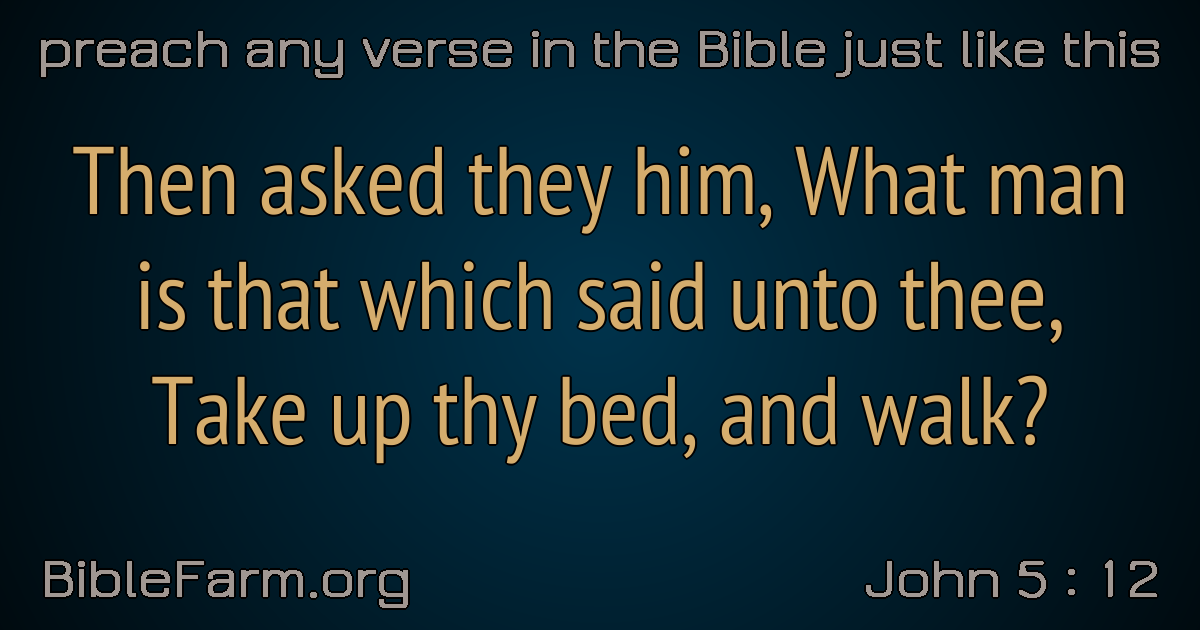 preach any verse in the Bible just like this
Then asked they him, What man
is that which said unto thee,
Take up thy bed, and walk?
BibleFarm.org
John 5 : 12